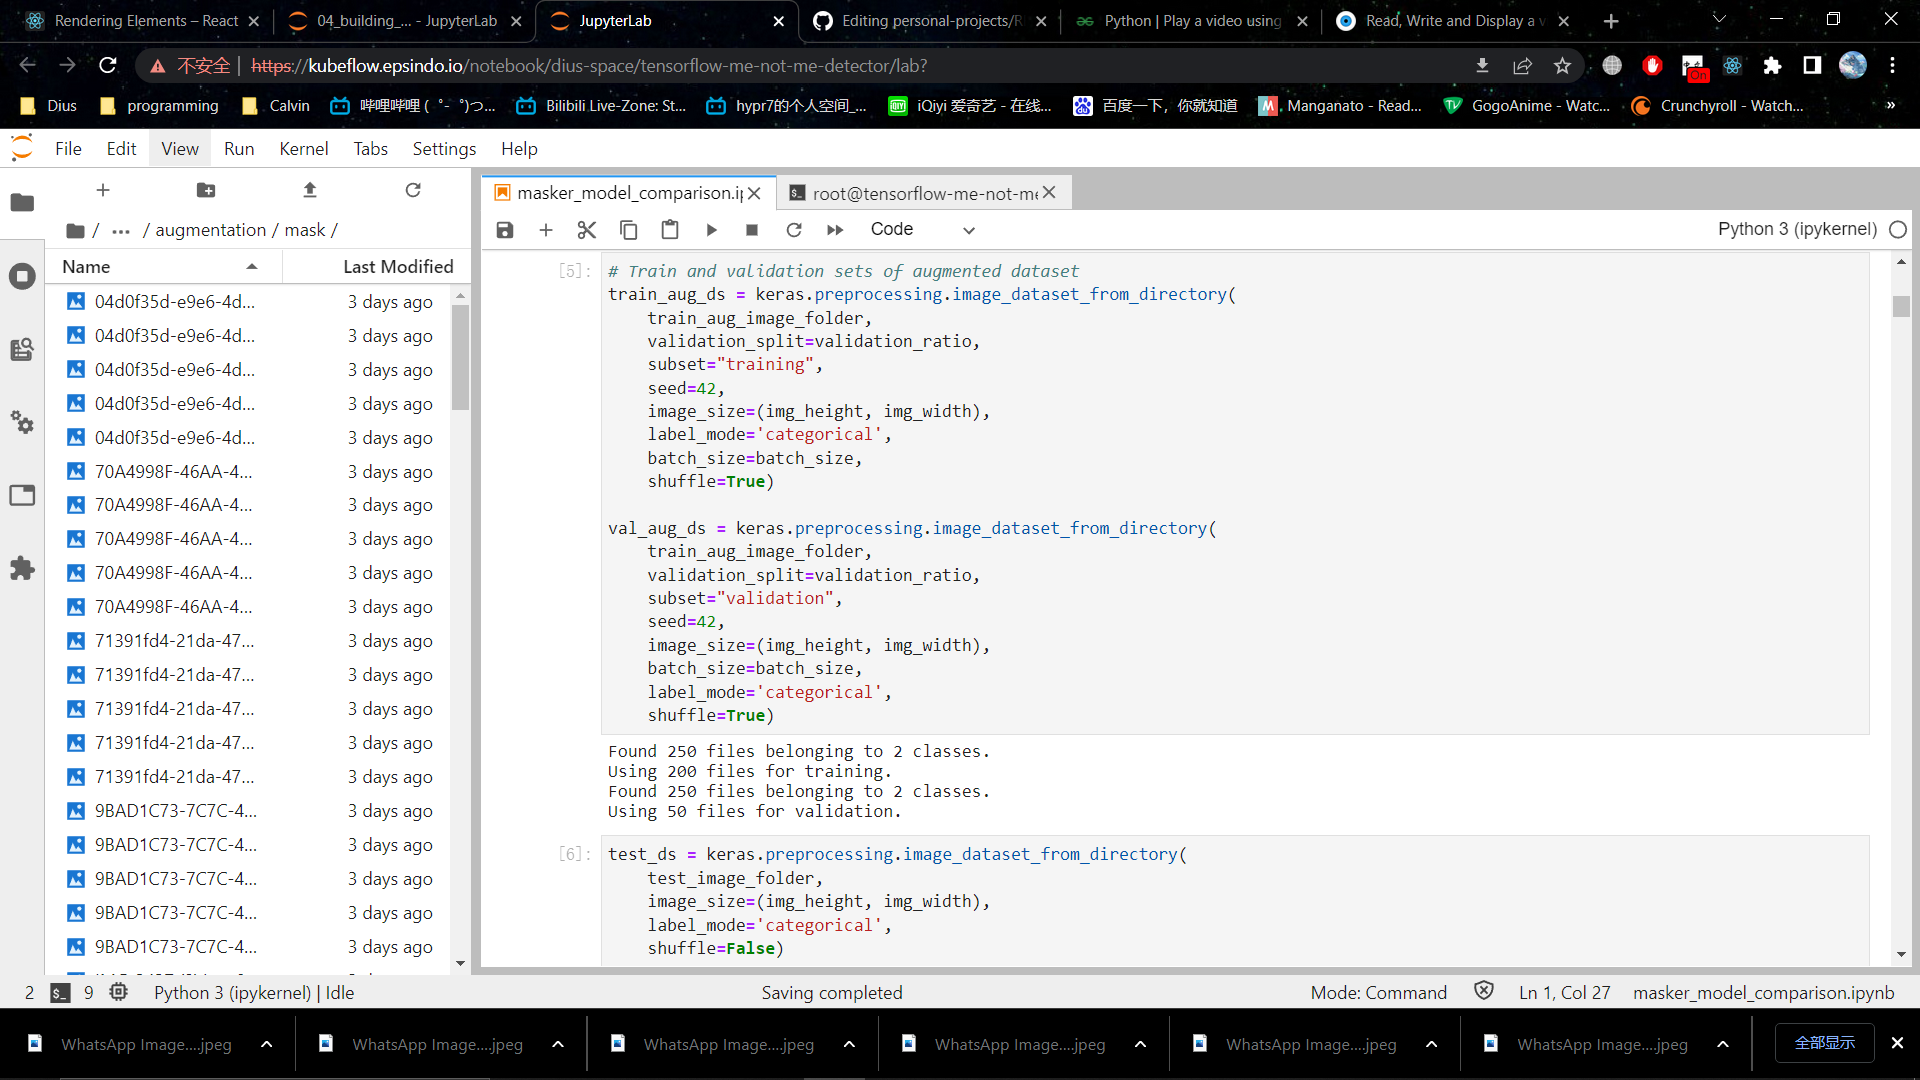 Rendering Elements – React
04_building_... - JupyterLab
JupyterLab
Editing personal-projects/R
Python | Play a video using
Read, Write and Display a v
不安全 | https://kubeflow.epsindo.io/notebook/dius-space/tensorflow-me-not-me-detector/lab?
On
Dius
programming
Calvin
哔哩哔哩 (゜-゜)つ...
Bilibili Live-Zone: St...
hypr7的个人空间_...
iQiyi 爱奇艺 - 在线...
百度一下，你就知道
Manganato - Read...
GogoAnime - Watc...
Crunchyroll - Watch...
»
File Edit View Run Kernel Tabs Settings Help
masker_model_comparison.i
root@tensorflow-me-not-m
/ ··· / augmentation / mask /
Code
Python 3 (ipykernel)
Name Last Modified
04d0f35d-e9e6-4d... 3 days ago
04d0f35d-e9e6-4d... 3 days ago
04d0f35d-e9e6-4d... 3 days ago
04d0f35d-e9e6-4d... 3 days ago
04d0f35d-e9e6-4d... 3 days ago
70A4998F-46AA-4... 3 days ago
70A4998F-46AA-4... 3 days ago
70A4998F-46AA-4... 3 days ago
70A4998F-46AA-4... 3 days ago
70A4998F-46AA-4... 3 days ago
71391fd4-21da-47... 3 days ago
71391fd4-21da-47... 3 days ago
71391fd4-21da-47... 3 days ago
71391fd4-21da-47... 3 days ago
71391fd4-21da-47... 3 days ago
9BAD1C73-7C7C-4... 3 days ago
9BAD1C73-7C7C-4... 3 days ago
9BAD1C73-7C7C-4... 3 days ago
9BAD1C73-7C7C-4... 3 days ago
9BAD1C73-7C7C-4... 3 days ago
[5]:
# Train and validation sets of augmented dataset
train_aug_ds = keras.preprocessing.image_dataset_from_directory(
    train_aug_image_folder,
    validation_split=validation_ratio,
    subset="training",
    seed=42,
    image_size=(img_height, img_width),
    label_mode='categorical',
    batch_size=batch_size,
    shuffle=True)
val_aug_ds = keras.preprocessing.image_dataset_from_directory(
    train_aug_image_folder,
    validation_split=validation_ratio,
    subset="validation",
    seed=42,
    image_size=(img_height, img_width),
    batch_size=batch_size,
    label_mode='categorical',
    shuffle=True)
Found 250 files belonging to 2 classes.
Using 200 files for training.
Found 250 files belonging to 2 classes.
Using 50 files for validation.
[6]:
test_ds = keras.preprocessing.image_dataset_from_directory(
    test_image_folder,
    image_size=(img_height, img_width),
    label_mode='categorical',
    shuffle=False)
2 $_ 9 Python 3 (ipykernel) | Idle
Saving completed
Mode: Command
Ln 1, Col 27
masker_model_comparison.ipynb
WhatsApp Image....jpeg
WhatsApp Image....jpeg
WhatsApp Image....jpeg
WhatsApp Image....jpeg
WhatsApp Image....jpeg
WhatsApp Image....jpeg
全部显示